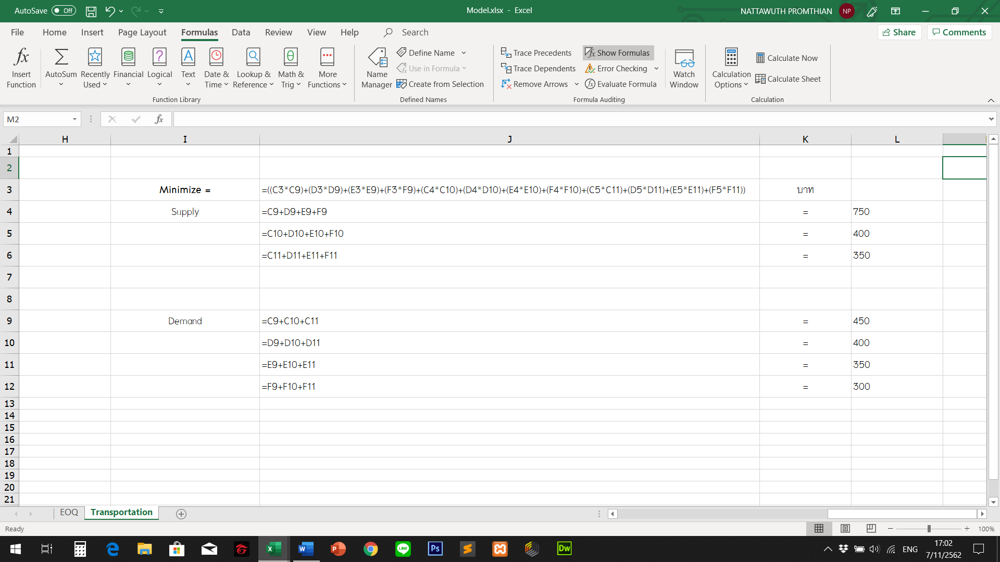 AutoSave Off Model.xlsx - Excel NATTAWUTH PROMTHIAN NP
File Home Insert Page Layout Formulas Data Review View Help Search Share Comments
Insert Function
AutoSum
Recently Used
Financial
Logical
Text
Date & Time
Lookup & Reference
Math & Trig
More Functions
Function Library
Name Manager
Define Name
Use in Formula
Create from Selection
Defined Names
Trace Precedents
Trace Dependents
Remove Arrows
Show Formulas
Error Checking
Evaluate Formula
Formula Auditing
Watch Window
Calculation Options
Calculate Now
Calculate Sheet
Calculation
M2 fx
H I J K L
1
2
3 Minimize = =((C3*C9)+(D3*D9)+(E3*E9)+(F3*F9)+(C4*C10)+(D4*D10)+(E4*E10)+(F4*F10)+(C5*C11)+(D5*D11)+(E5*E11)+(F5*F11)) บาท
4 Supply =C9+D9+E9+F9 = 750
5 =C10+D10+E10+F10 = 400
6 =C11+D11+E11+F11 = 350
7
8
9 Demand =C9+C10+C11 = 450
10 =D9+D10+D11 = 400
11 =E9+E10+E11 = 350
12 =F9+F10+F11 = 300
13
14
15
16
17
18
19
20
21
EOQ Transportation
Ready 100%
LINE Ps Dw ENG 17:02
7/11/2562